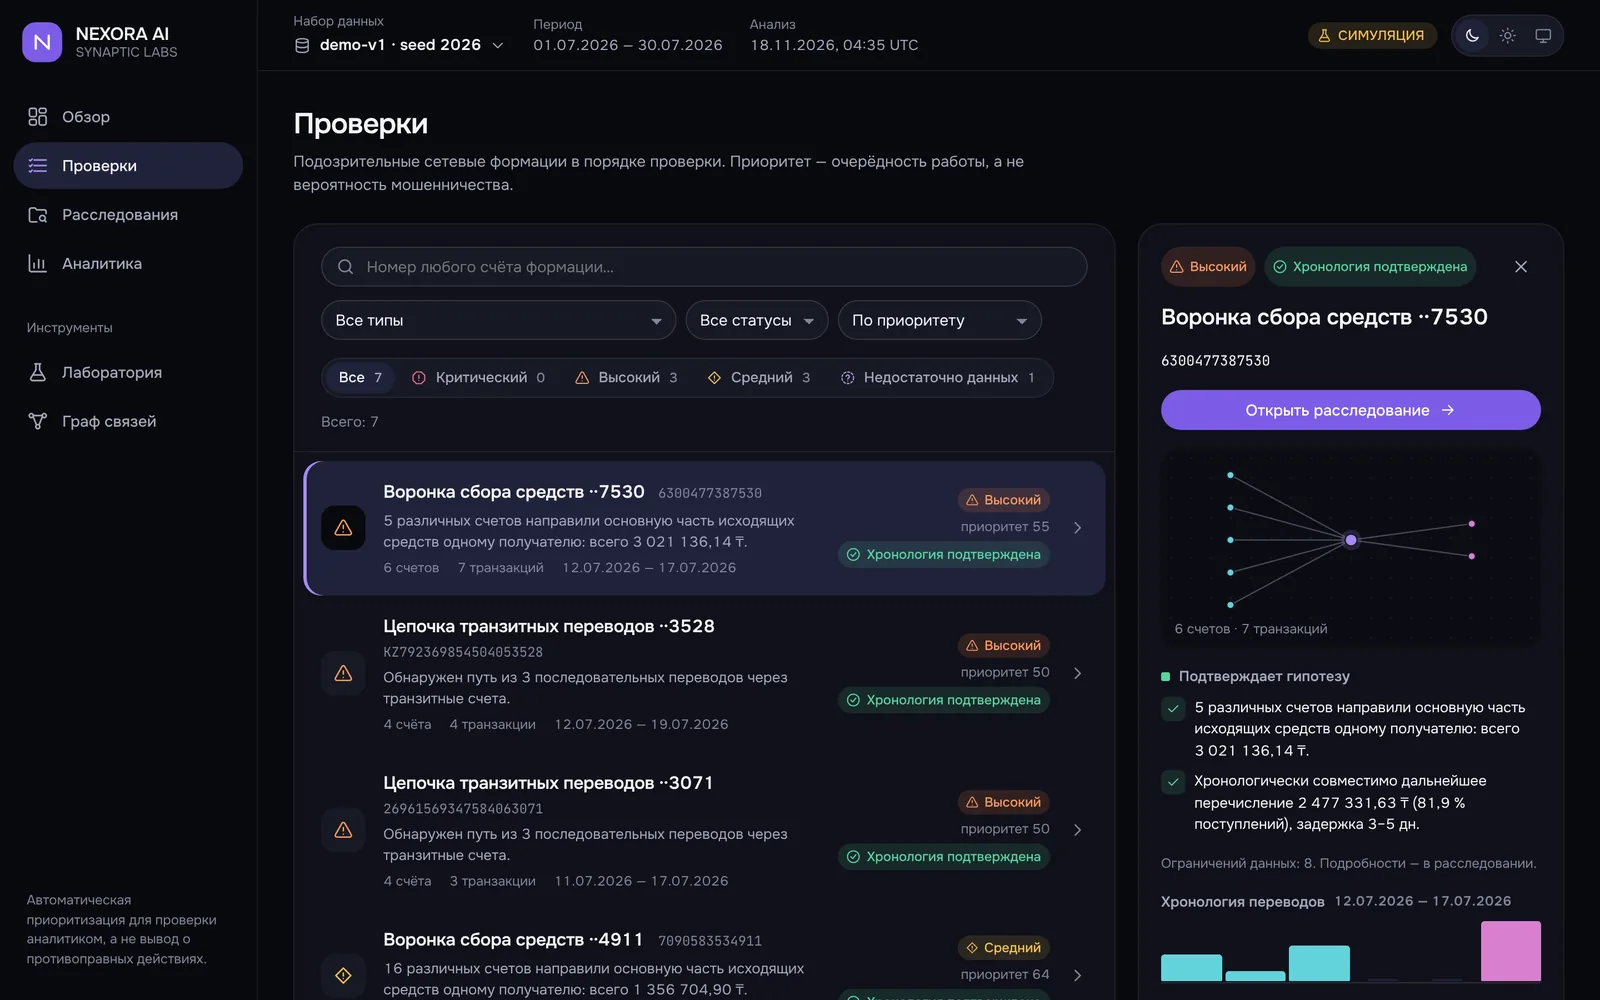 NEXORA AI
SYNAPTIC LABS
Обзор
Проверки
Расследования
Аналитика
Инструменты
Лаборатория
Граф связей
Автоматическая
приоритизация для проверки
аналитиком, а не вывод о
противоправных действиях.
Набор данных
demo-v1 · seed 2026
Период
01.07.2026 — 30.07.2026
Анализ
18.11.2026, 04:35 UTC
СИМУЛЯЦИЯ
Проверки
Подозрительные сетевые формации в порядке проверки. Приоритет — очерёдность работы, а не
вероятность мошенничества.
Номер любого счёта формации...
Все типы
Все статусы
По приоритету
Все 7
Критический 0
Высокий 3
Средний 3
Недостаточно данных 1
Всего: 7
Воронка сбора средств ··7530 6300477387530
5 различных счетов направили основную часть исходящих
средств одному получателю: всего 3 021 136,14 ₸.
6 счетов 7 транзакций 12.07.2026 — 17.07.2026
Высокий
приоритет 55
Хронология подтверждена
Цепочка транзитных переводов ··3528
KZ792369854504053528
Обнаружен путь из 3 последовательных переводов через
транзитные счета.
4 счёта 4 транзакции 12.07.2026 — 19.07.2026
Высокий
приоритет 50
Хронология подтверждена
Цепочка транзитных переводов ··3071
26961569347584063071
Обнаружен путь из 3 последовательных переводов через
транзитные счета.
4 счёта 3 транзакции 11.07.2026 — 17.07.2026
Высокий
приоритет 50
Хронология подтверждена
Воронка сбора средств ··4911 7090583534911
16 различных счетов направили основную часть исходящих
средств одному получателю: всего 1 356 704,90 ₸.
Средний
приоритет 64
Высокий
Хронология подтверждена
Воронка сбора средств ··7530
6300477387530
Открыть расследование →
6 счетов · 7 транзакций
Подтверждает гипотезу
5 различных счетов направили основную часть
исходящих средств одному получателю: всего
3 021 136,14 ₸.
Хронологически совместимо дальнейшее
перечисление 2 477 331,63 ₸ (81,9 %
поступлений), задержка 3–5 дн.
Ограничений данных: 8. Подробности — в расследовании.
Хронология переводов 12.07.2026 — 17.07.2026